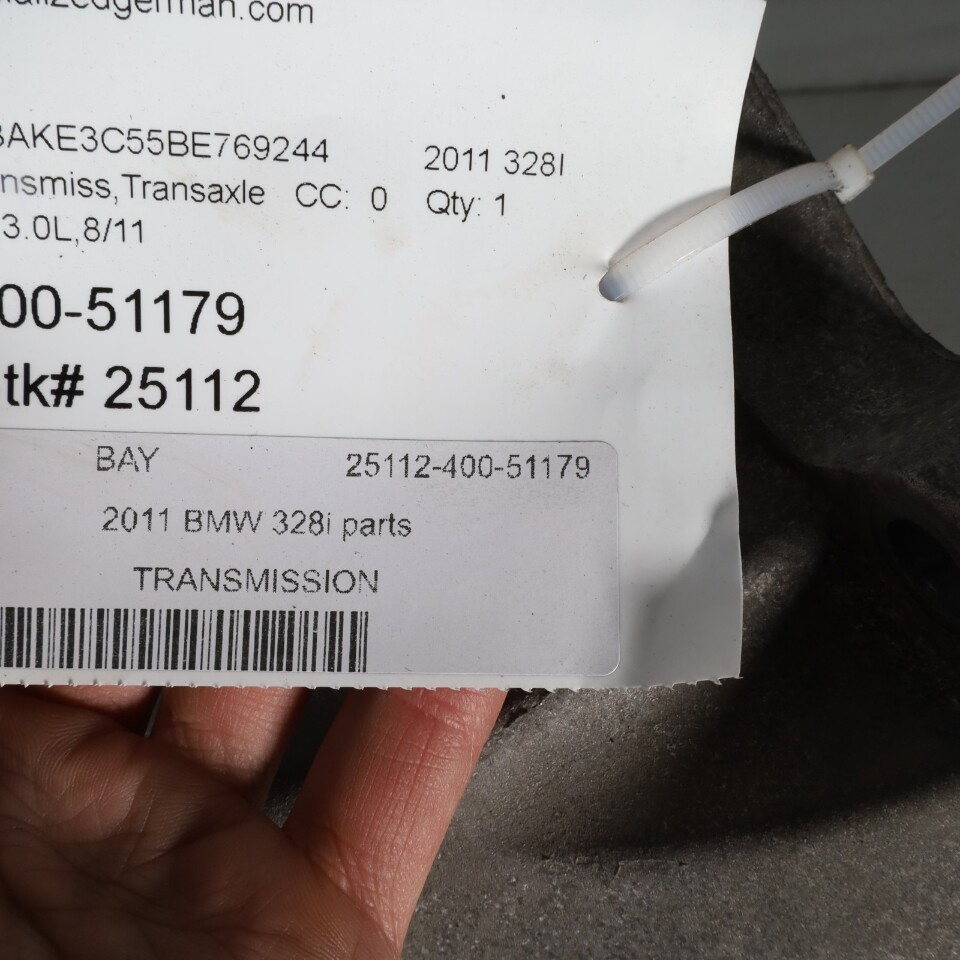 alizedgerman.com
BAKE3C55BE769244 2011 328I
nsmiss,Transaxle CC: 0 Qty: 1
3.0L,8/11
00-51179
tk# 25112
BAY 25112-400-51179
2011 BMW 328i parts
TRANSMISSION